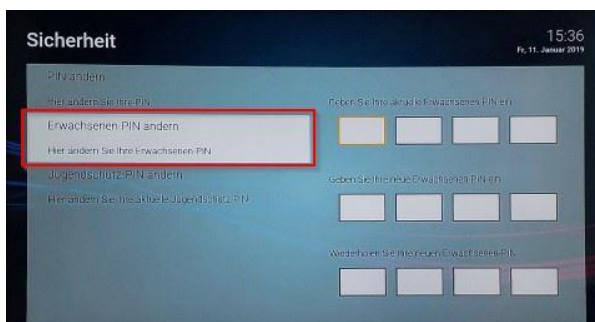 Sicherheit
15:36
Fr, 11. Januar 2019
PIN ändern
Hier ändern Sie Ihre PIN
Erwachsenen-PIN ändern
Hier ändern Sie Ihre Erwachsenen-PIN
Jugendschutz-PIN ändern
Hier ändern Sie Ihre aktuelle Jugendschutz-PIN
Geben Sie Ihre aktuelle Erwachsenen-PIN ein
Geben Sie Ihre neue Erwachsenen-PIN ein
Wiederholen Sie Ihre neuen Erwachsenen-PIN